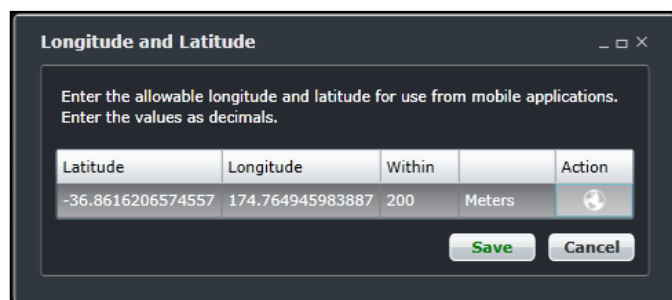 Longitude and Latitude
Enter the allowable longitude and latitude for use from mobile applications.
Enter the values as decimals.
Latitude Longitude Within Action
-36.8616206574557 174.764945983887 200 Meters
Save Cancel